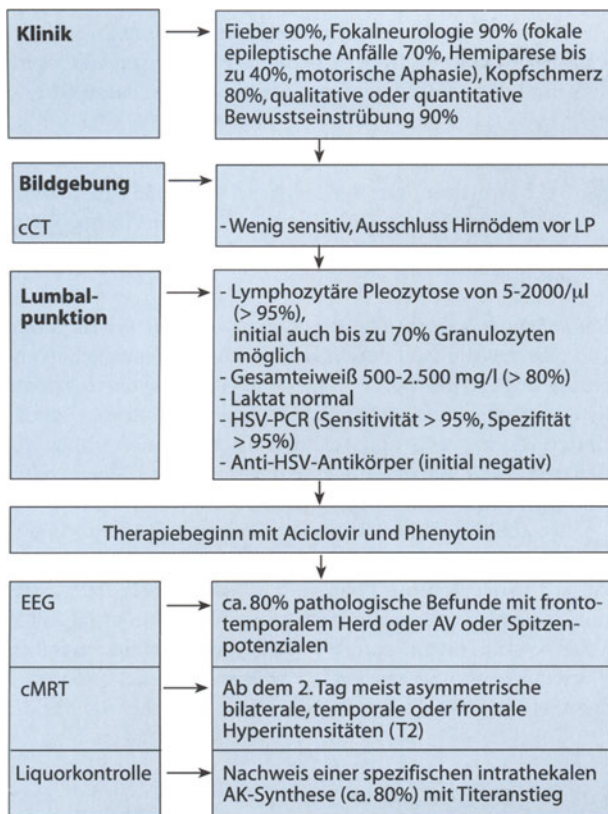 Klinik
Fieber 90%, Fokalneurologie 90% (fokale
epileptische Anfälle 70%, Hemiparese bis
zu 40%, motorische Aphasie), Kopfschmerz
80%, qualitative oder quantitative
Bewusstseinstrübung 90%
Bildgebung
cCT
- Wenig sensitiv, Ausschluss Hirnödem vor LP
Lumbal-
punktion
- Lymphozytäre Pleozytose von 5-2000/µl
(> 95%),
initial auch bis zu 70% Granulozyten
möglich
- Gesamteiweiß 500-2.500 mg/l (> 80%)
- Laktat normal
- HSV-PCR (Sensitivität > 95%, Spezifität
> 95%)
- Anti-HSV-Antikörper (initial negativ)
Therapiebeginn mit Aciclovir und Phenytoin
EEG
ca. 80% pathologische Befunde mit fronto-
temporalem Herd oder AV oder Spitzen-
potenzialen
cMRT
Ab dem 2. Tag meist asymmetrische
bilaterale, temporale oder frontale
Hyperintensitäten (T2)
Liquorkontrolle
Nachweis einer spezifischen intrathekalen
AK-Synthese (ca. 80%) mit Titeranstieg